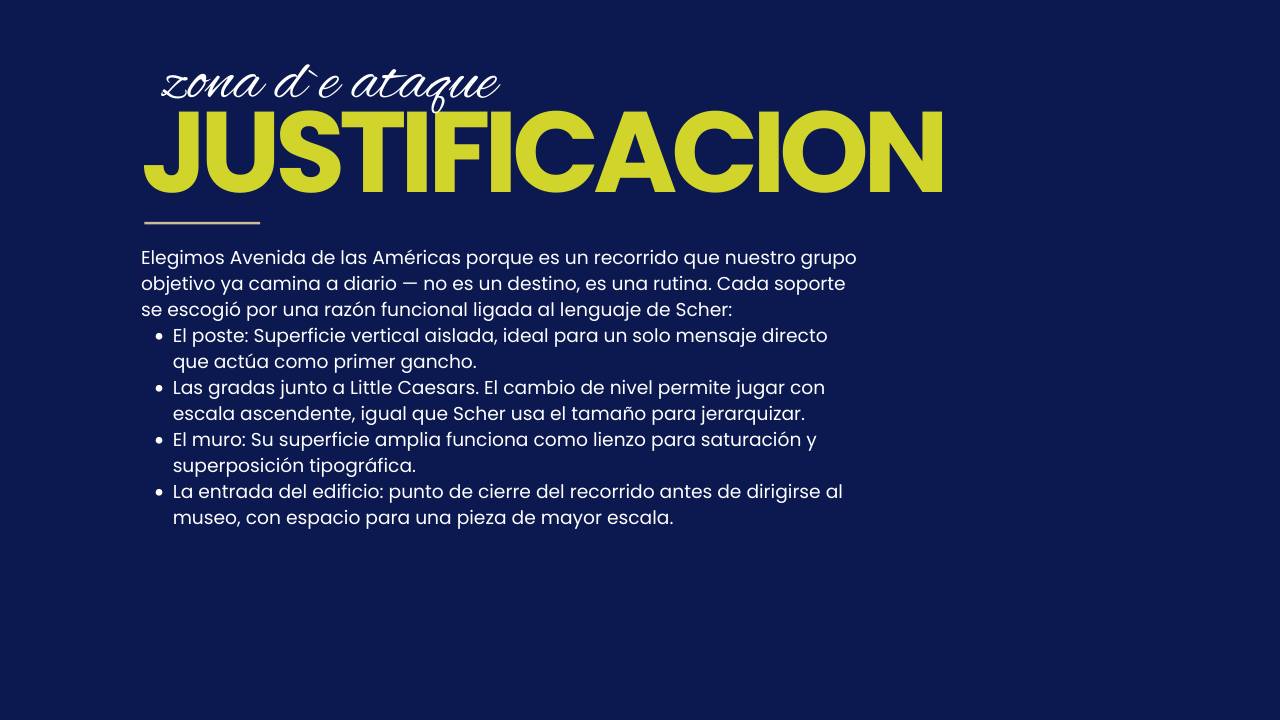 zona d`e ataque
JUSTIFICACION
Elegimos Avenida de las Américas porque es un recorrido que nuestro grupo
objetivo ya camina a diario — no es un destino, es una rutina. Cada soporte
se escogió por una razón funcional ligada al lenguaje de Scher:
• El poste: Superficie vertical aislada, ideal para un solo mensaje directo
que actúa como primer gancho.
• Las gradas junto a Little Caesars. El cambio de nivel permite jugar con
escala ascendente, igual que Scher usa el tamaño para jerarquizar.
• El muro: Su superficie amplia funciona como lienzo para saturación y
superposición tipográfica.
• La entrada del edificio: punto de cierre del recorrido antes de dirigirse al
museo, con espacio para una pieza de mayor escala.